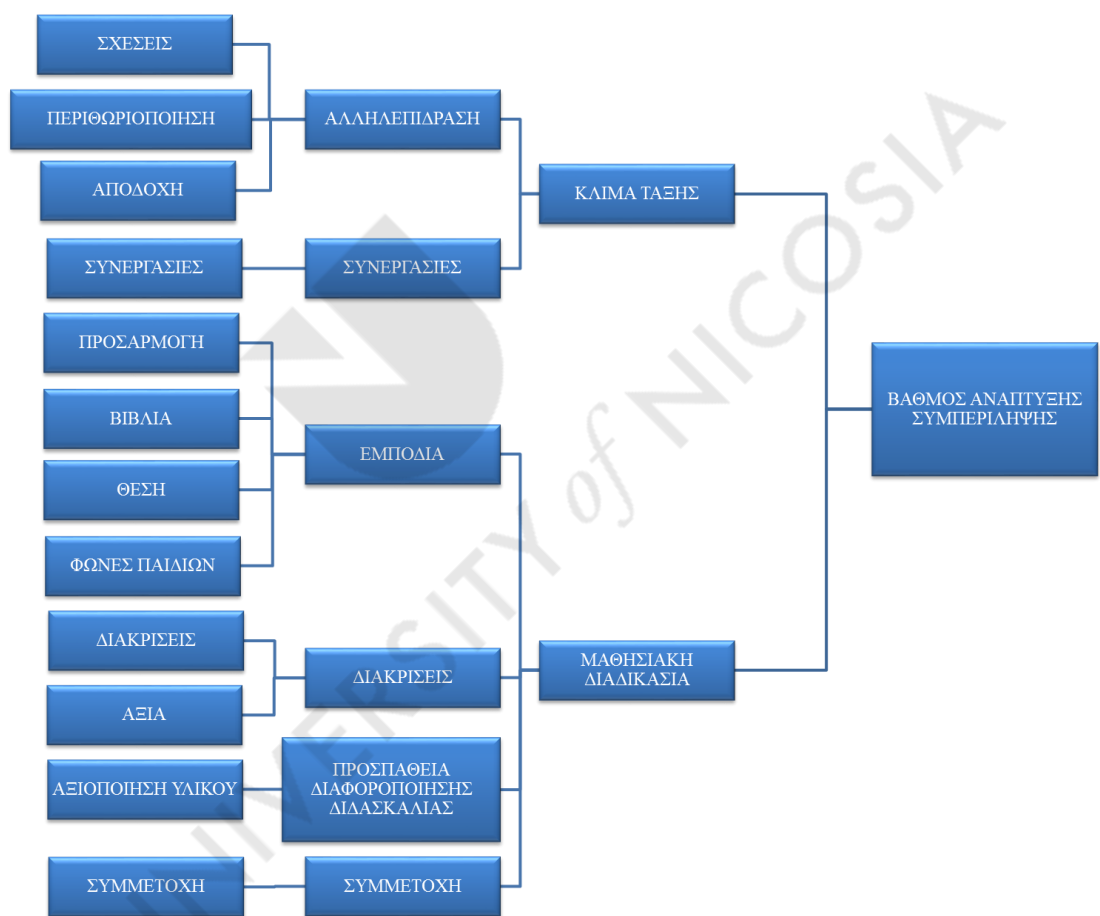 ΣΧΕΣΕΙΣ
ΠΕΡΙΘΩΡΙΟΠΟΙΗΣΗ
ΑΛΛΗΛΕΠΙΔΡΑΣΗ
ΑΠΟΔΟΧΗ
ΚΛΙΜΑ ΤΑΞΗΣ
ΣΥΝΕΡΓΑΣΙΕΣ
ΣΥΝΕΡΓΑΣΙΕΣ
ΠΡΟΣΑΡΜΟΓΗ
ΒΙΒΛΙΑ
ΕΜΠΟΔΙΑ
ΘΕΣΗ
ΦΩΝΕΣ ΠΑΙΔΙΩΝ
ΒΑΘΜΟΣ ΑΝΑΠΤΥΞΗΣ
ΣΥΜΠΕΡΙΛΗΨΗΣ
ΔΙΑΚΡΙΣΕΙΣ
ΔΙΑΚΡΙΣΕΙΣ
ΑΞΙΑ
ΜΑΘΗΣΙΑΚΗ
ΔΙΑΔΙΚΑΣΙΑ
ΑΞΙΟΠΟΙΗΣΗ ΥΛΙΚΟΥ
ΠΡΟΣΠΑΘΕΙΑ
ΔΙΑΦΟΡΟΠΟΙΗΣΗΣ
ΔΙΔΑΣΚΑΛΙΑΣ
ΣΥΜΜΕΤΟΧΗ
ΣΥΜΜΕΤΟΧΗ
UNIVERSITY of NICOSIA